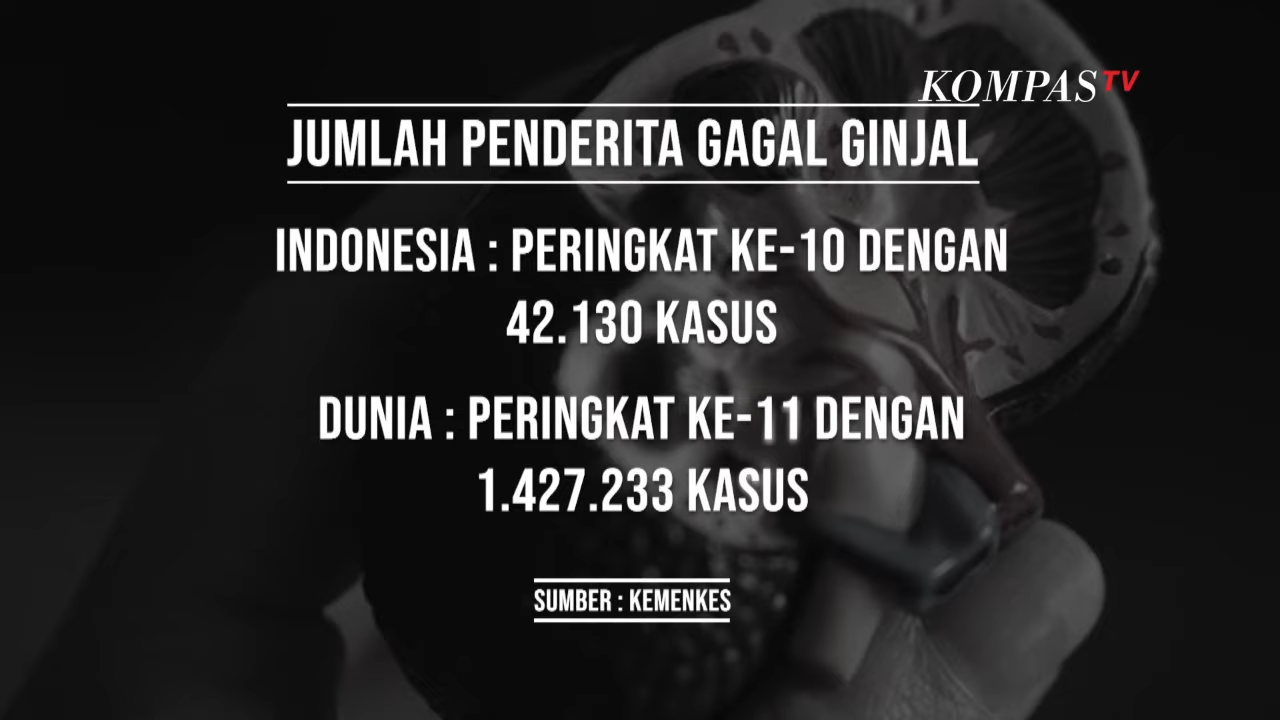 KOMPAS TV
JUMLAH PENDERITA GAGAL GINJAL
INDONESIA : PERINGKAT KE-10 DENGAN
42.130 KASUS
DUNIA : PERINGKAT KE-11 DENGAN
1.427.233 KASUS
SUMBER : KEMENKES